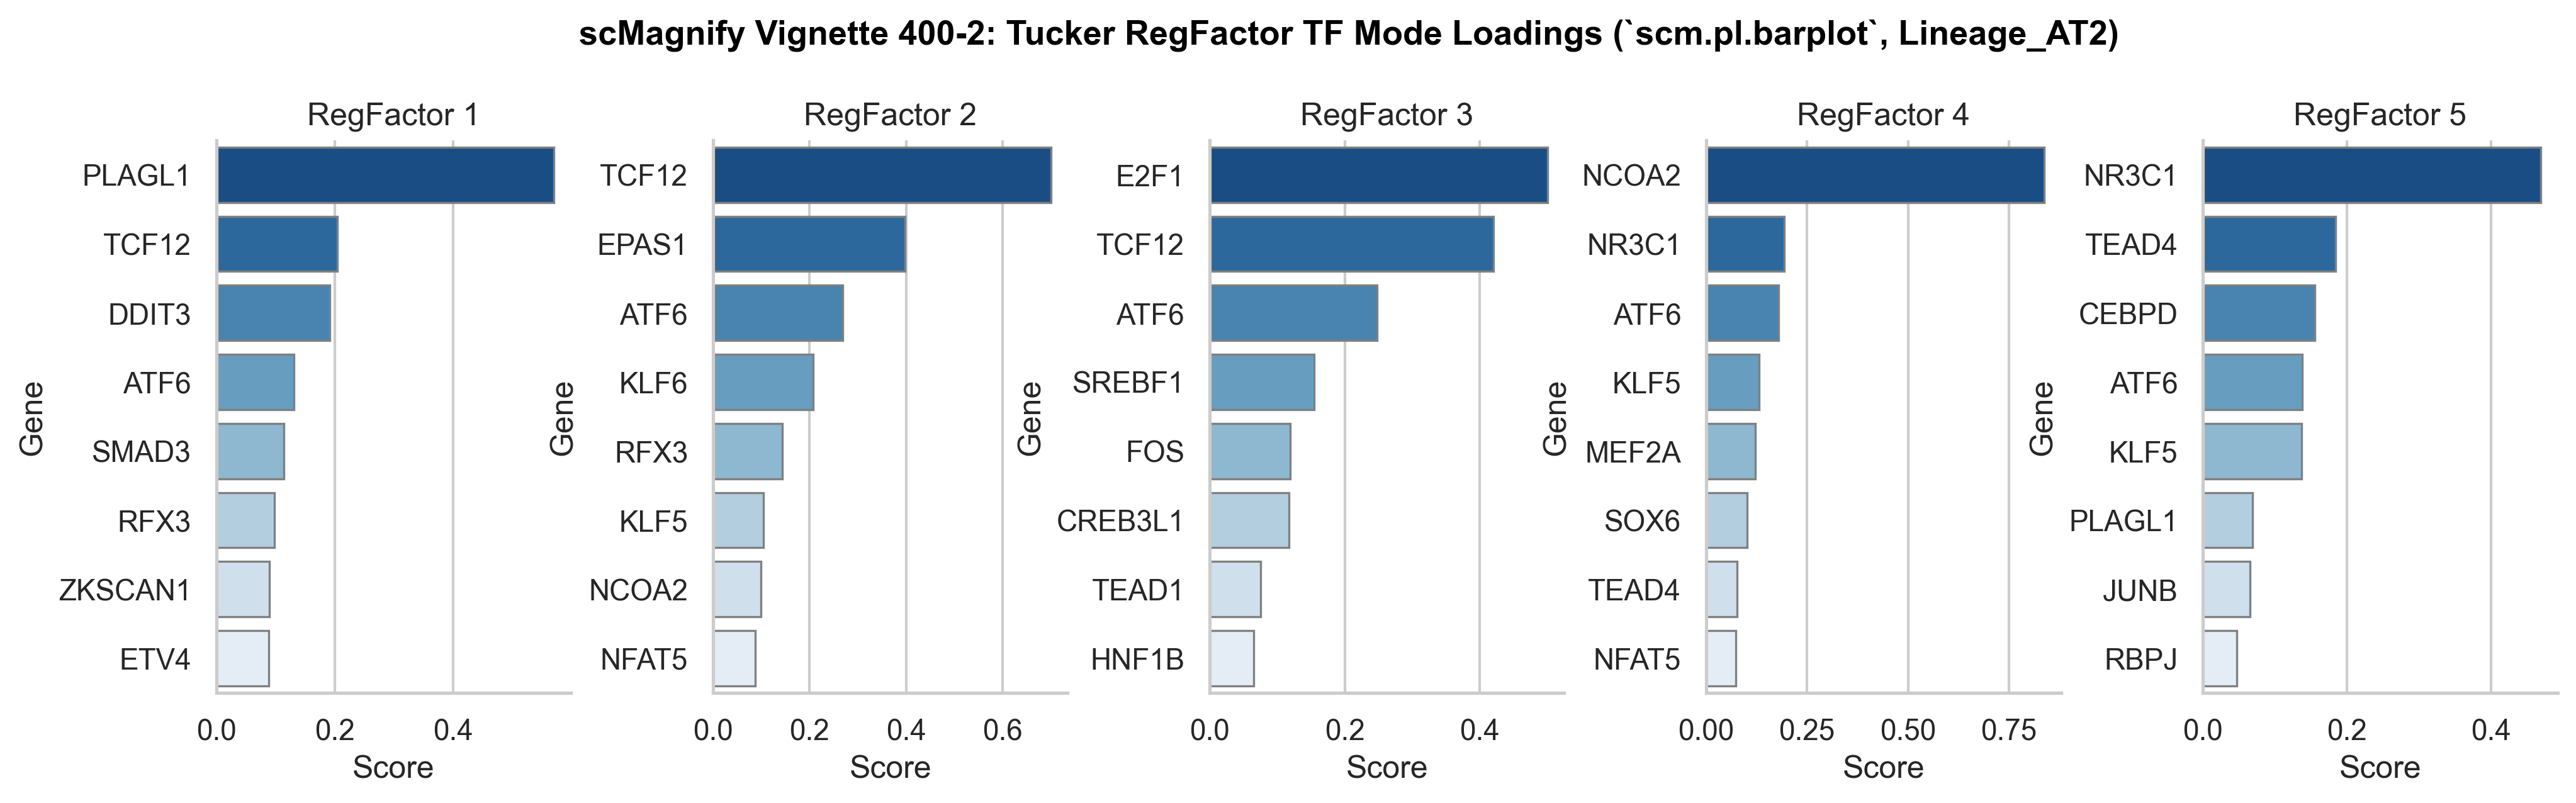 scMagnify Vignette 400-2: Tucker RegFactor TF Mode Loadings (`scm.pl.barplot`, Lineage_AT2)
RegFactor 1
Gene
PLAGL1
TCF12
DDIT3
ATF6
SMAD3
RFX3
ZKSCAN1
ETV4
0.0 0.2 0.4
Score
RegFactor 2
Gene
TCF12
EPAS1
ATF6
KLF6
RFX3
KLF5
NCOA2
NFAT5
0.0 0.2 0.4 0.6
Score
RegFactor 3
Gene
E2F1
TCF12
ATF6
SREBF1
FOS
CREB3L1
TEAD1
HNF1B
0.0 0.2 0.4
Score
RegFactor 4
Gene
NCOA2
NR3C1
ATF6
KLF5
MEF2A
SOX6
TEAD4
NFAT5
0.00 0.25 0.50 0.75
Score
RegFactor 5
Gene
NR3C1
TEAD4
CEBPD
ATF6
KLF5
PLAGL1
JUNB
RBPJ
0.0 0.2 0.4
Score